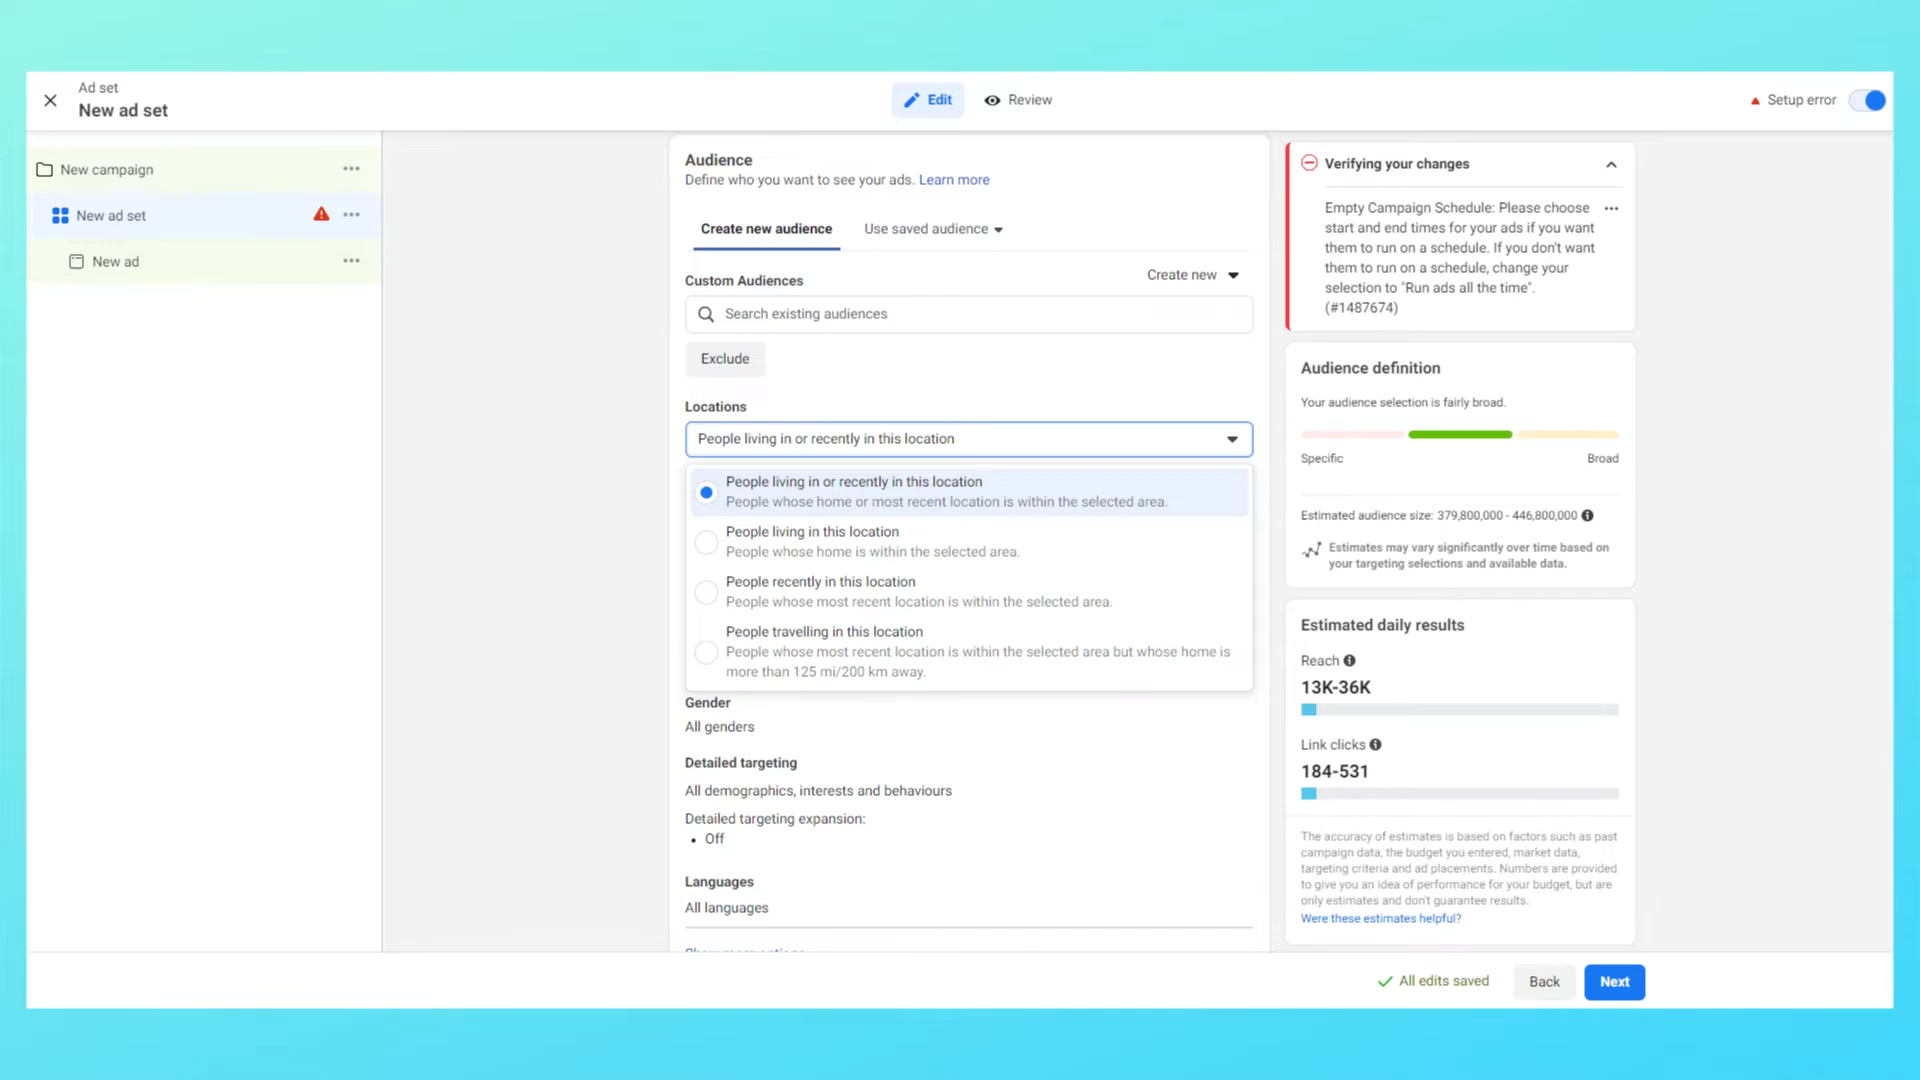 Ad set
New ad set
Edit
Review
Setup error
New campaign
New ad set
New ad
Audience
Define who you want to see your ads. Learn more
Create new audience
Use saved audience
Custom Audiences
Create new
Search existing audiences
Exclude
Locations
People living in or recently in this location
People living in or recently in this location
People whose home or most recent location is within the selected area.
People living in this location
People whose home is within the selected area.
People recently in this location
People whose most recent location is within the selected area.
People travelling in this location
People whose most recent location is within the selected area but whose home is
more than 125 mi/200 km away.
Gender
All genders
Detailed targeting
All demographics, interests and behaviours
Detailed targeting expansion:
• Off
Languages
All languages
Show more options
Verifying your changes
Empty Campaign Schedule: Please choose
start and end times for your ads if you want
them to run on a schedule. If you don't want
them to run on a schedule, change your
selection to "Run ads all the time".
(#1487674)
Audience definition
Your audience selection is fairly broad.
Specific
Broad
Estimated audience size: 379,800,000 - 446,800,000
Estimates may vary significantly over time based on
your targeting selections and available data.
Estimated daily results
Reach
13K-36K
Link clicks
184-531
The accuracy of estimates is based on factors such as past
campaign data, the budget you entered, market data,
targeting criteria and ad placements. Numbers are provided
to give you an idea of performance for your budget, but are
only estimates and don't guarantee results.
Were these estimates helpful?
All edits saved
Back
Next